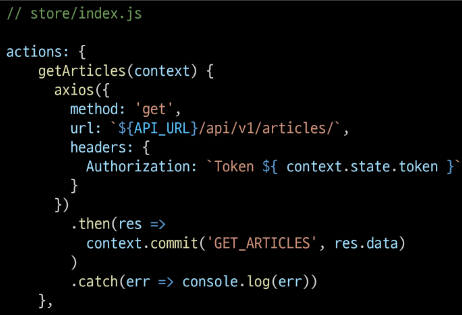 // store/index.js
actions: {
getArticles(context) {
axios({
method: 'get',
url: `${API_URL}/api/v1/articles/`,
headers: {
Authorization: `Token ${ context.state.token }`
}
})
.then(res =>
context.commit('GET_ARTICLES', res.data)
)
.catch(err => console.log(err))
},